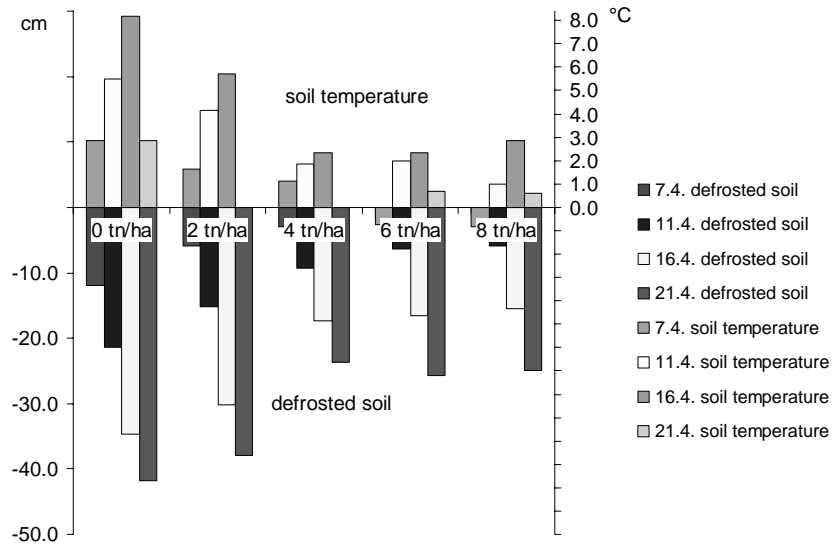 cm
°C
8.0
7.0
6.0
5.0
4.0
3.0
2.0
1.0
0.0
soil temperature
0 tn/ha
2 tn/ha
4 tn/ha
6 tn/ha
8 tn/ha
-10.0
-20.0
-30.0
-40.0
-50.0
defrosted soil
7.4. defrosted soil
11.4. defrosted soil
16.4. defrosted soil
21.4. defrosted soil
7.4. soil temperature
11.4. soil temperature
16.4. soil temperature
21.4. soil temperature